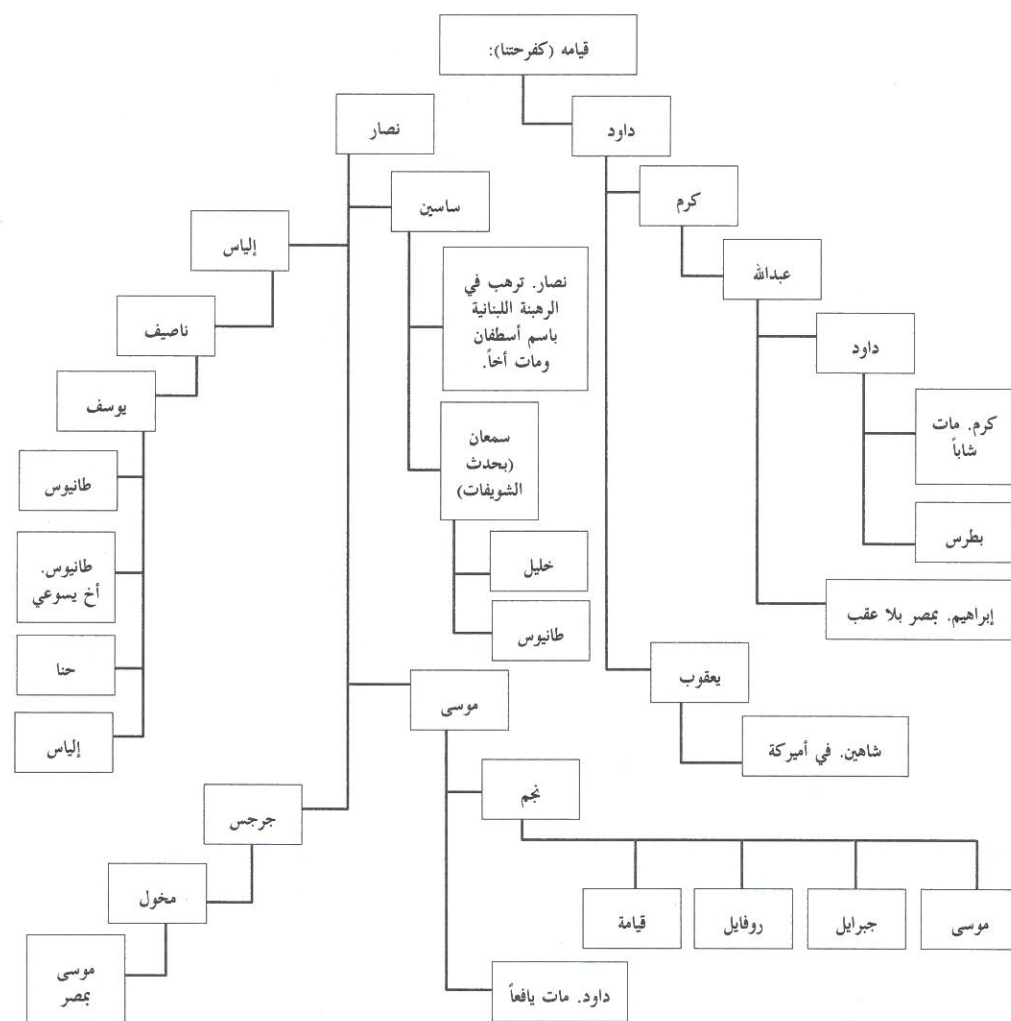 قيامه (كفرحتنا):
داود
كرم
عبدالله
داود
كرم. مات
شاباً
بطرس
إبراهيم. بمصر بلا عقب
يعقوب
شاهين. في أميركة
نصار
ساسين
نصار. ترهب في
الرهبنة اللبنانية
باسم أسطفان
ومات أخاً.
سمعان
(بحدث
الشويفات)
خليل
طانيوس
إلياس
ناصيف
يوسف
طانيوس
طانيوس.
أخ يسوعي
حنا
إلياس
موسى
نجم
موسى
جبرايل
روفايل
قيامة
داود. مات يافعاً
جرجس
مخول
موسى
بمصر